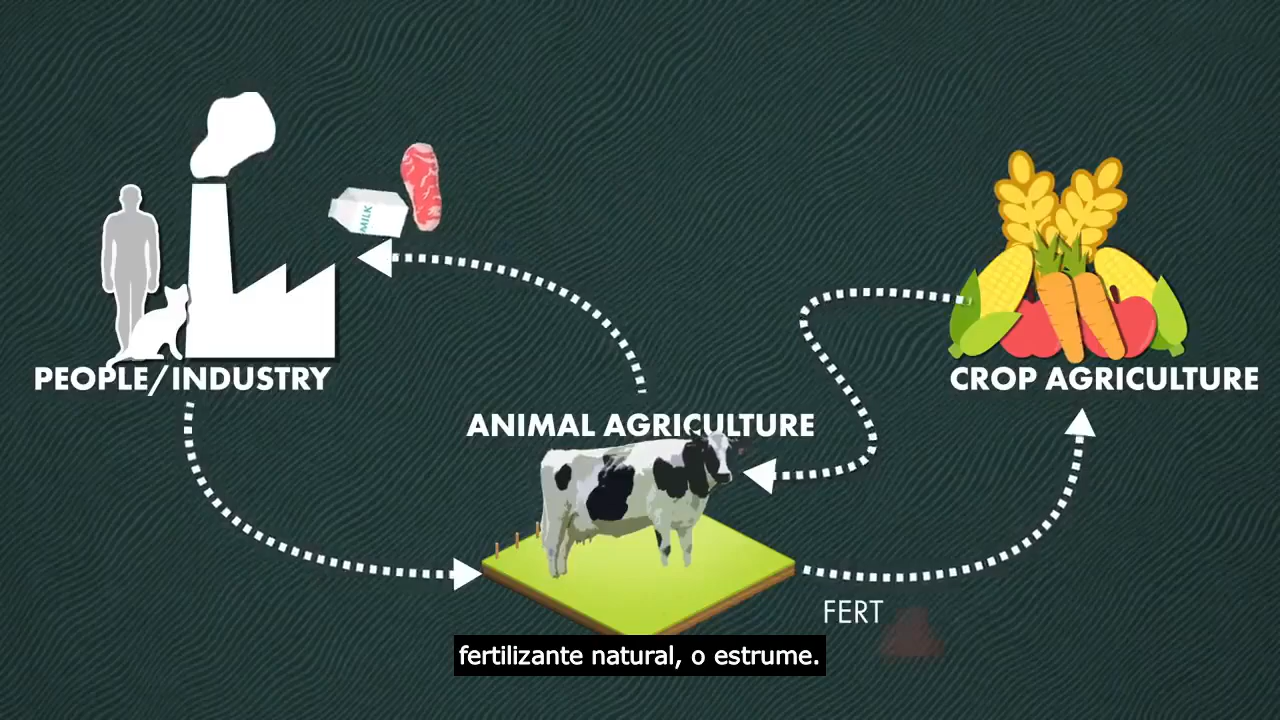 MILK
PEOPLE/INDUSTRY
CROP AGRICULTURE
ANIMAL AGRICULTURE
FERT
fertilizante natural, o estrume.